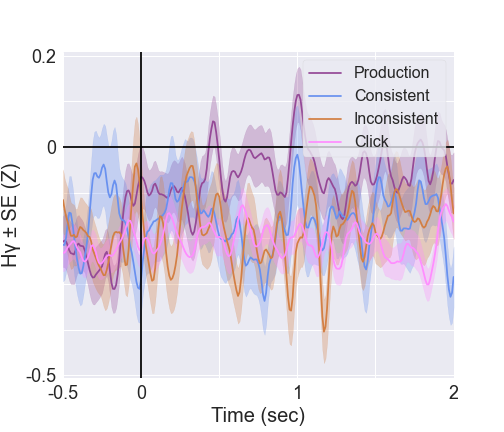 0.2
Production
Consistent
Inconsistent
Click
0
Hγ ± SE (Z)
-0.5
-0.5 0 1 2
Time (sec)